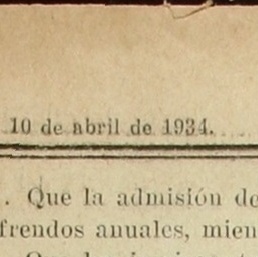 10 de abril de 1934.
. Que la admisión de
frendos anuales, mien